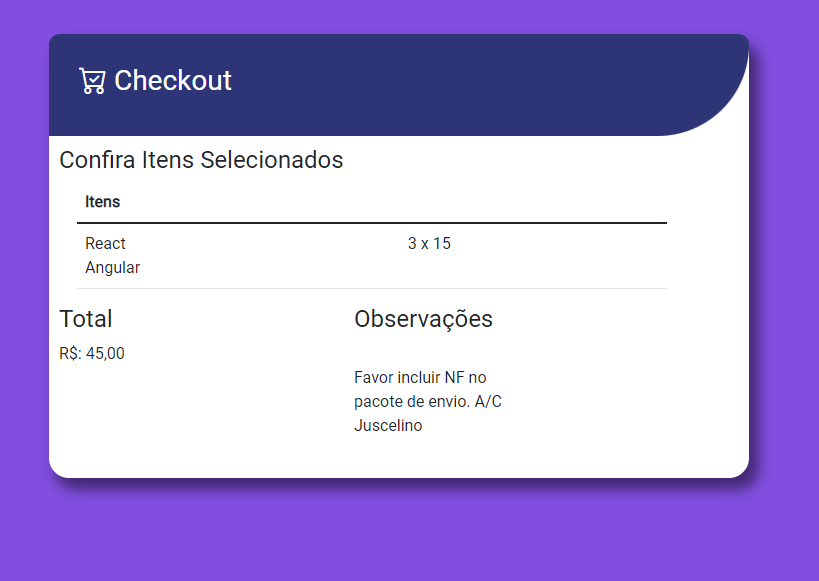 Checkout
Confira Itens Selecionados
Itens
React 3 x 15
Angular
Total
R$: 45,00
Observações
Favor incluir NF no
pacote de envio. A/C
Juscelino